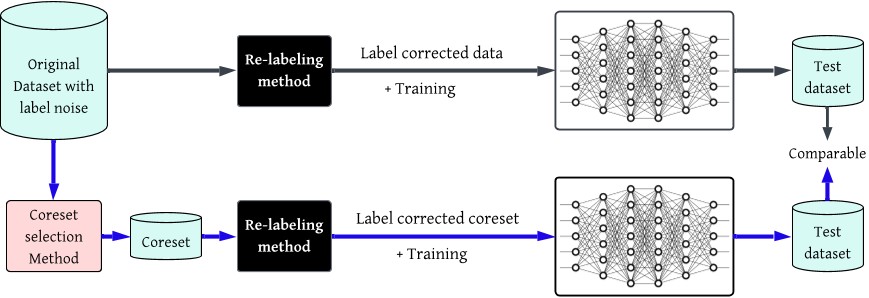 Original
Dataset with
label noise
Re-labeling
method
Label corrected data
+ Training
Test
dataset
Comparable
Coreset
selection
Method
Coreset
Re-labeling
method
Label corrected coreset
+ Training
Test
dataset